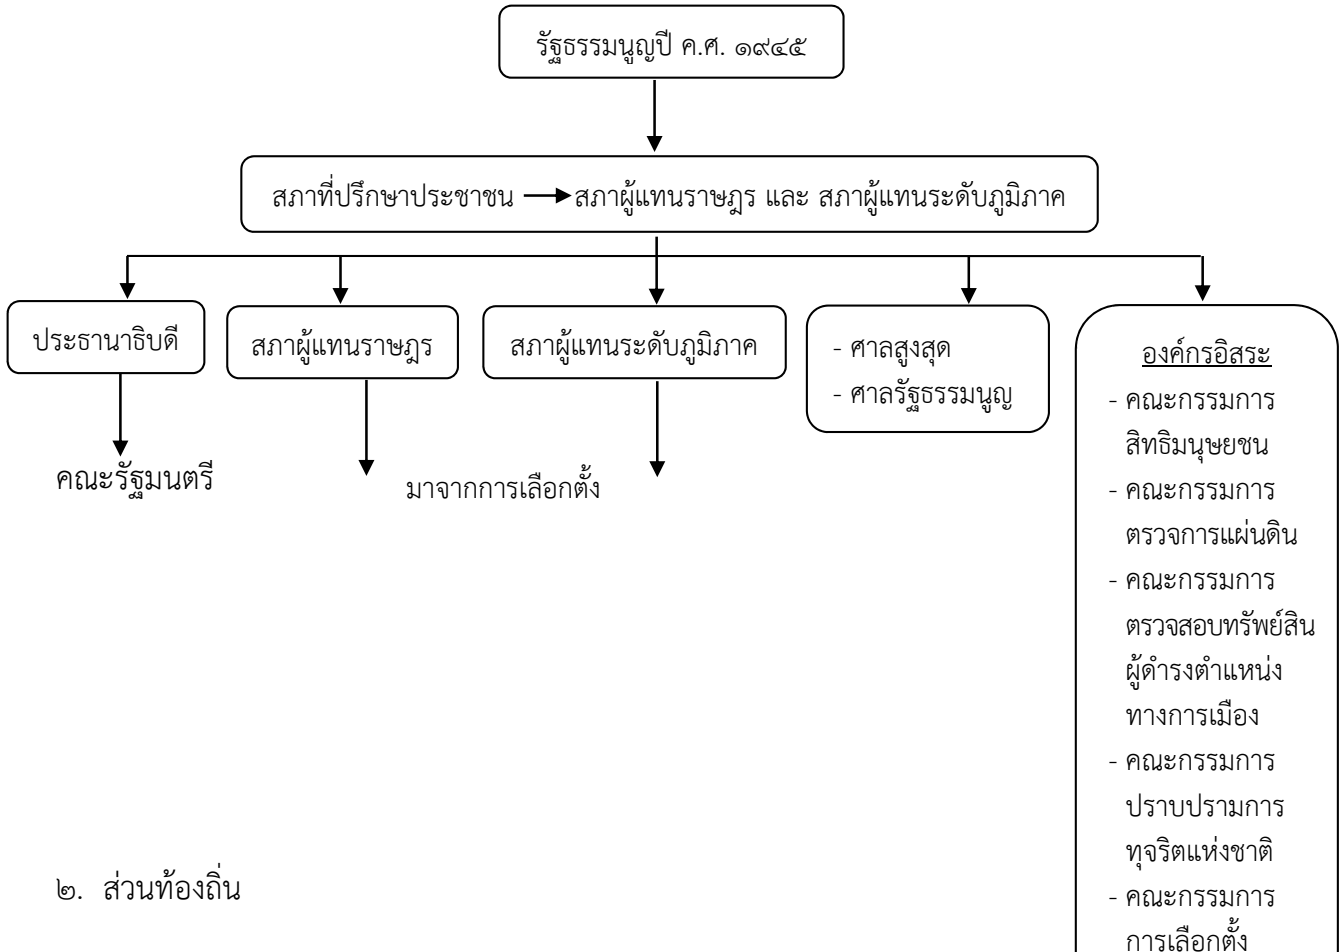 รัฐธรรมนูญปี ค.ศ. ๑๙๔๕
สภาที่ปรึกษาประชาชน → สภาผู้แทนราษฎร และ สภาผู้แทนระดับภูมิภาค
ประธานาธิบดี
สภาผู้แทนราษฎร
สภาผู้แทนระดับภูมิภาค
- ศาลสูงสุด
- ศาลรัฐธรรมนูญ
องค์กรอิสระ
- คณะกรรมการ
สิทธิมนุษยชน
- คณะกรรมการ
ตรวจการแผ่นดิน
- คณะกรรมการ
ตรวจสอบทรัพย์สิน
ผู้ดำรงตำแหน่ง
ทางการเมือง
- คณะกรรมการ
ปราบปรามการ
ทุจริตแห่งชาติ
- คณะกรรมการ
การเลือกตั้ง
คณะรัฐมนตรี
มาจากการเลือกตั้ง
๒. ส่วนท้องถิ่น